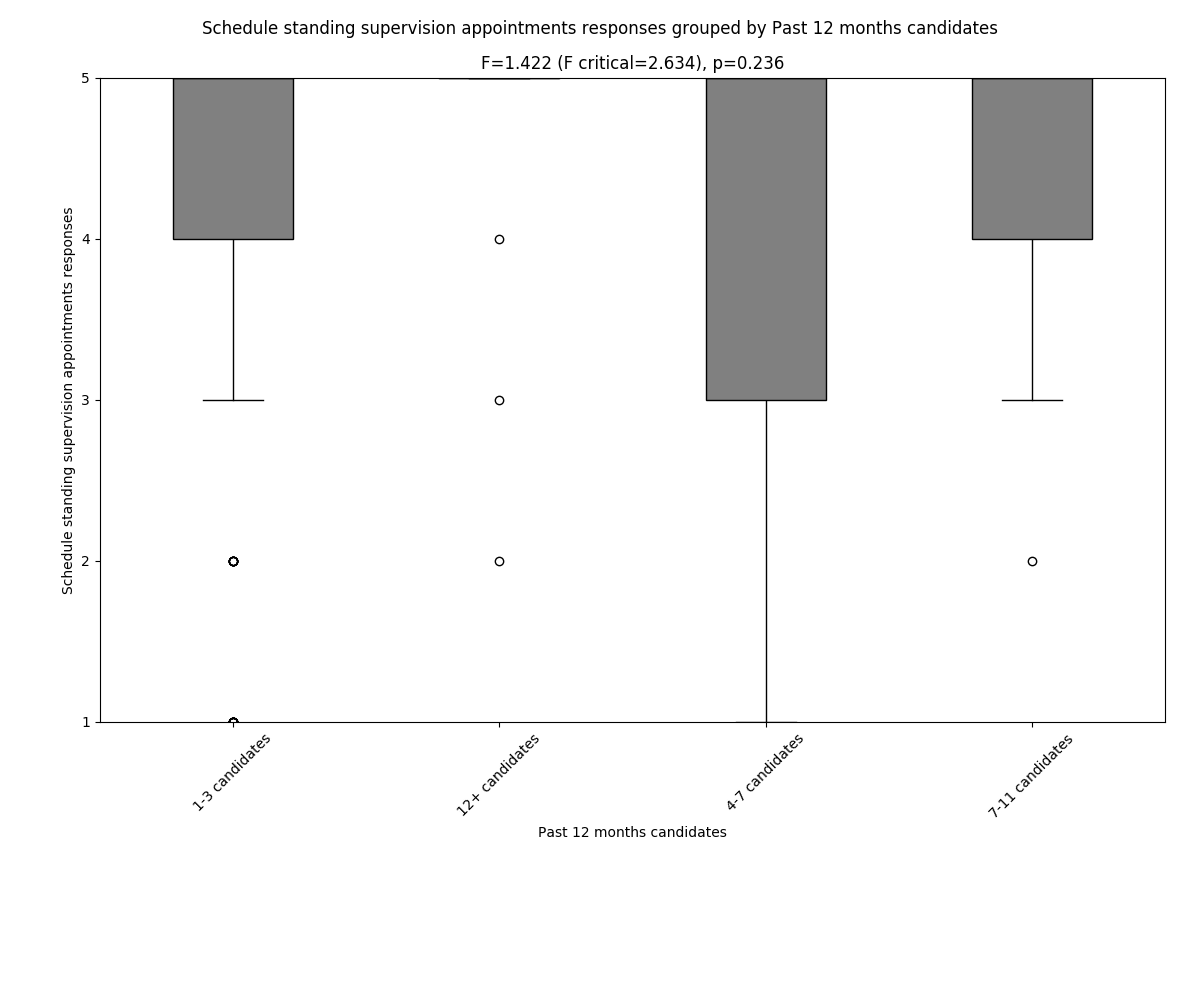 Schedule standing supervision appointments responses grouped by Past 12 months candidates
F=1.422 (F critical=2.634), p=0.236
5
4
3
2
1
Schedule standing supervision appointments responses
1-3 candidates
12+ candidates
4-7 candidates
7-11 candidates
Past 12 months candidates